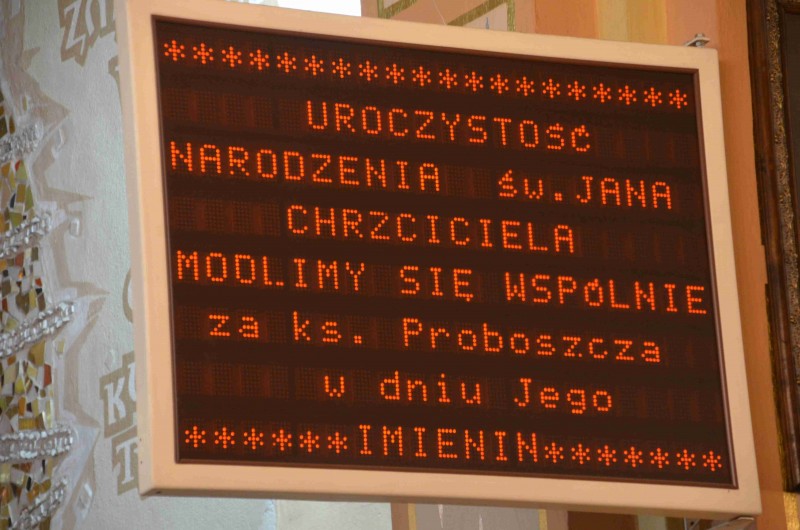 ********************
UROCZYSTOŚĆ
NARODZENIA św.JANA
CHRZCICIELA
MODLIMY SIĘ WSPÓLNIE
za ks. Proboszcza
w dniu Jego
******IMIENIN*******